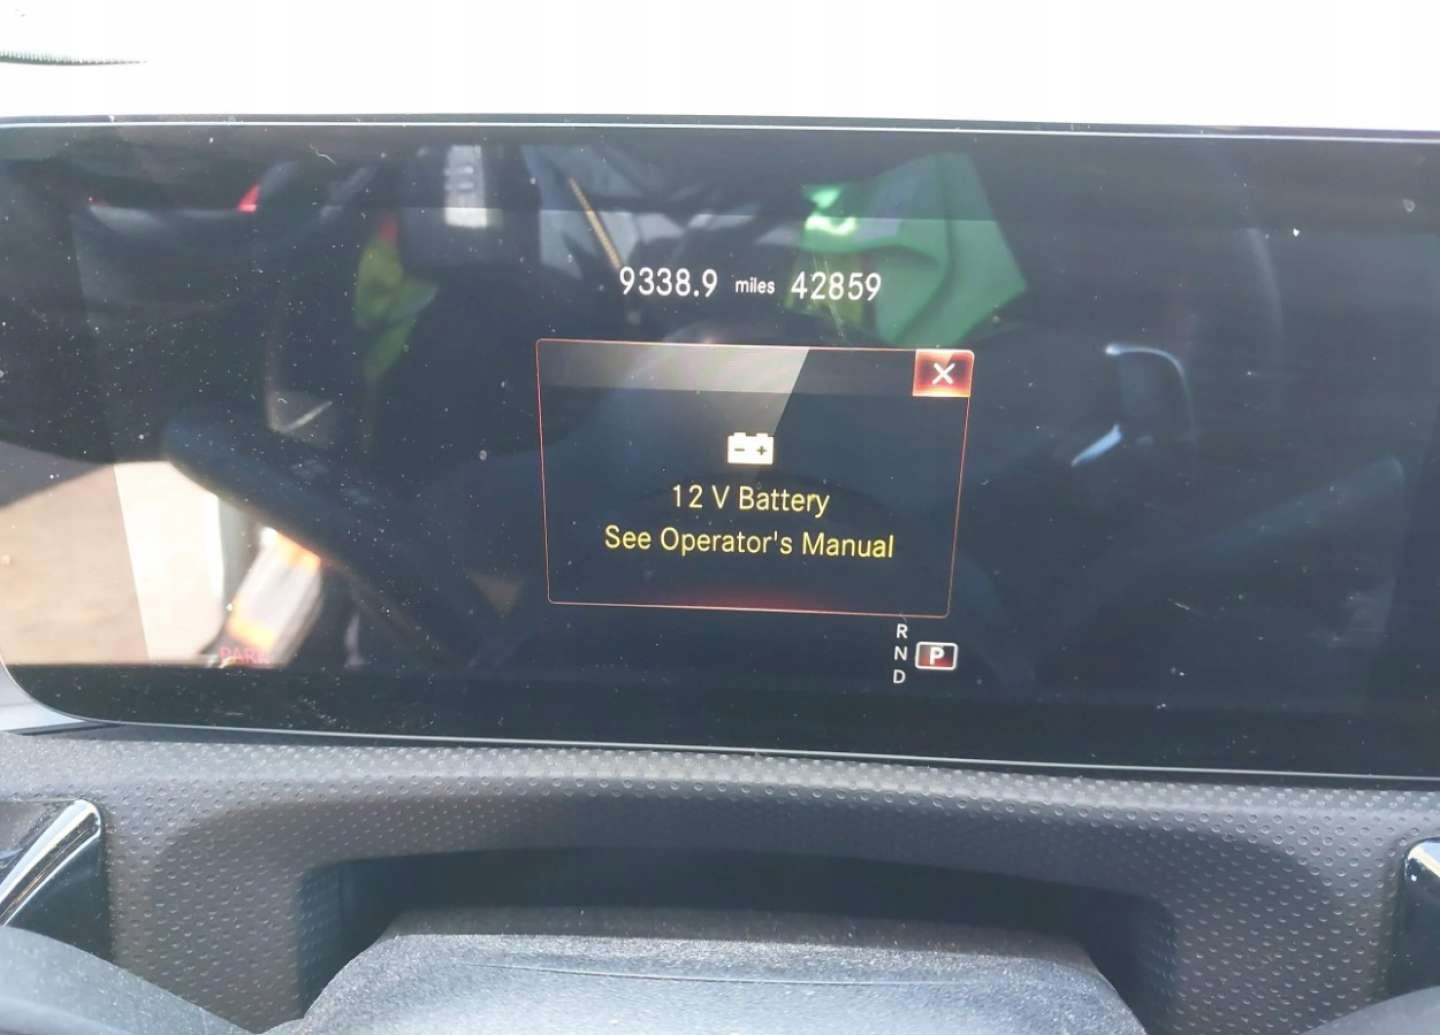 9338.9 miles 42859
12 V Battery
See Operator's Manual
R
N P
D